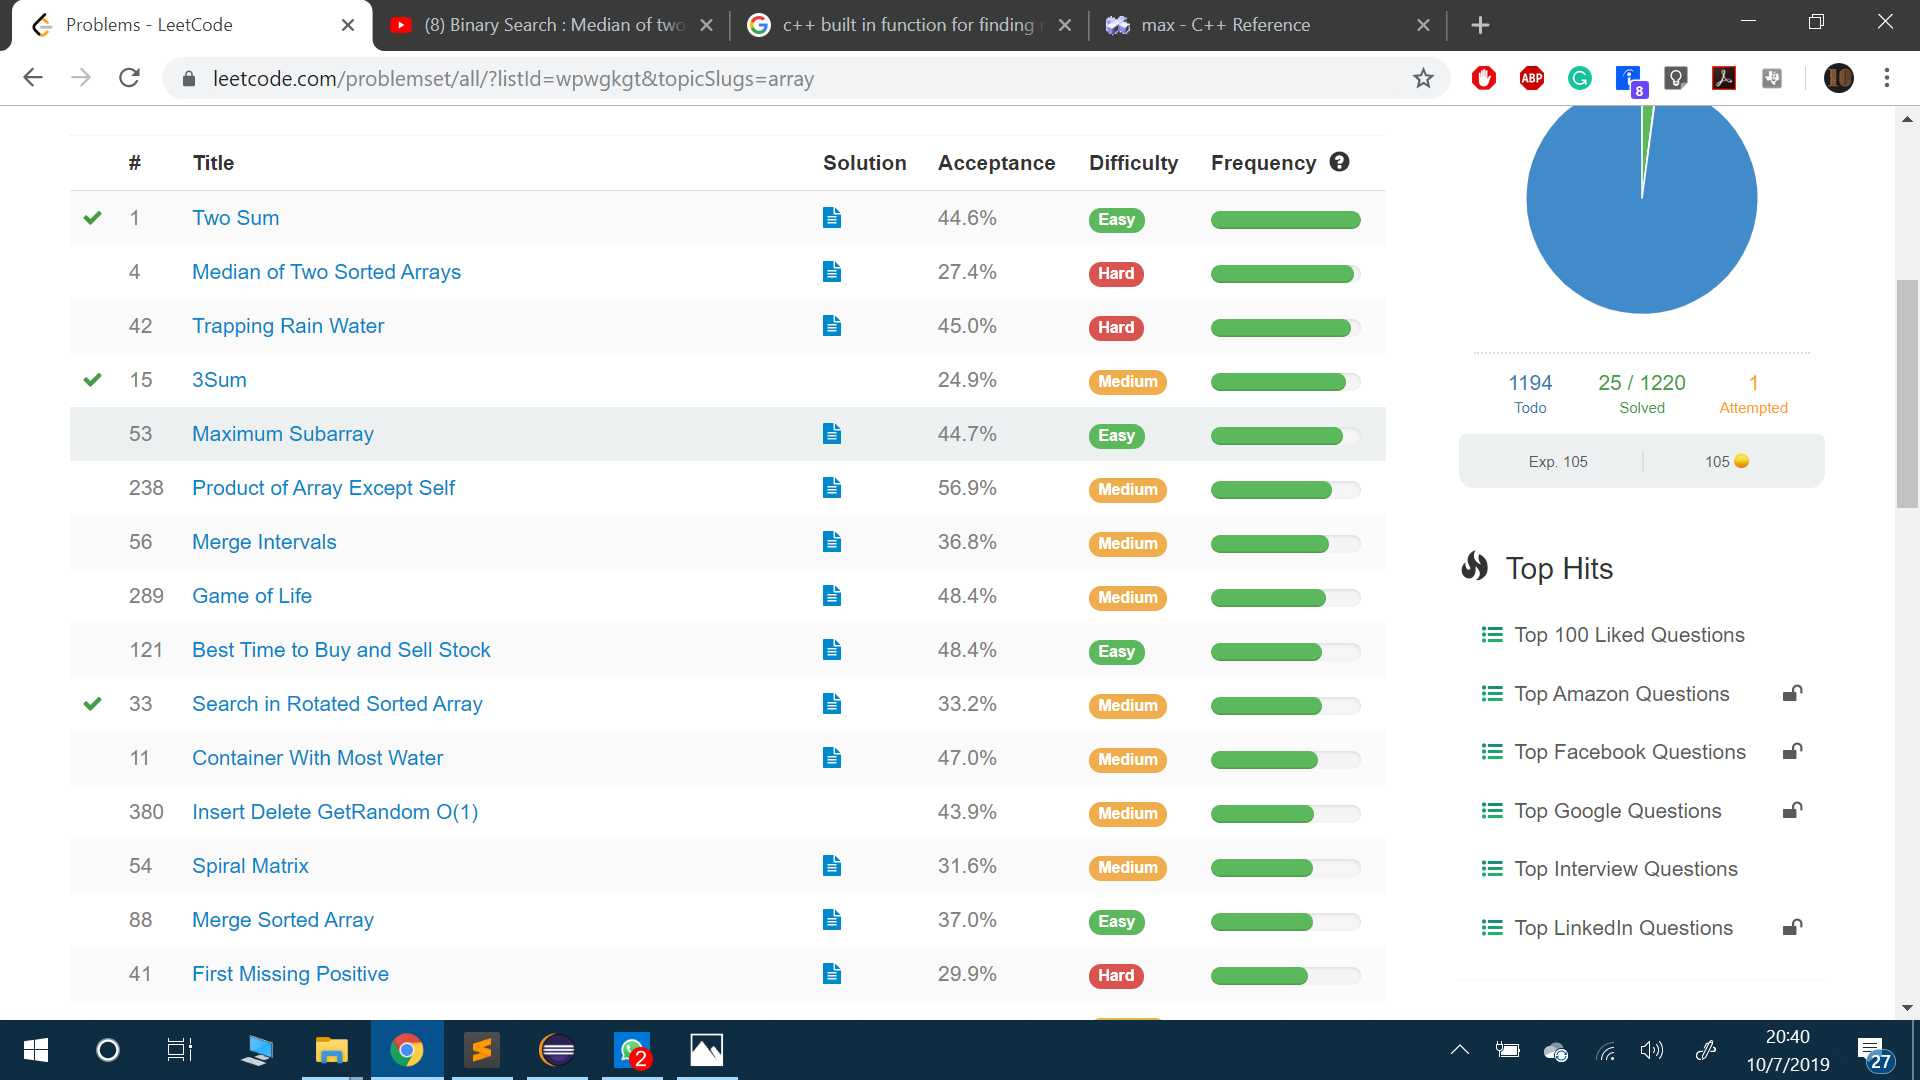 Problems - LeetCode
(8) Binary Search : Median of two
c++ built in function for finding
max - C++ Reference
leetcode.com/problemset/all/?listId=wpwgkgt&topicSlugs=array
ABP
8
10
# Title Solution Acceptance Difficulty Frequency ?
1 Two Sum 44.6% Easy
4 Median of Two Sorted Arrays 27.4% Hard
42 Trapping Rain Water 45.0% Hard
15 3Sum 24.9% Medium
53 Maximum Subarray 44.7% Easy
238 Product of Array Except Self 56.9% Medium
56 Merge Intervals 36.8% Medium
289 Game of Life 48.4% Medium
121 Best Time to Buy and Sell Stock 48.4% Easy
33 Search in Rotated Sorted Array 33.2% Medium
11 Container With Most Water 47.0% Medium
380 Insert Delete GetRandom O(1) 43.9% Medium
54 Spiral Matrix 31.6% Medium
88 Merge Sorted Array 37.0% Easy
41 First Missing Positive 29.9% Hard
1194 25 / 1220 1
Todo Solved Attempted
Exp. 105 105
Top Hits
Top 100 Liked Questions
Top Amazon Questions
Top Facebook Questions
Top Google Questions
Top Interview Questions
Top LinkedIn Questions
2
20:40
10/7/2019
27